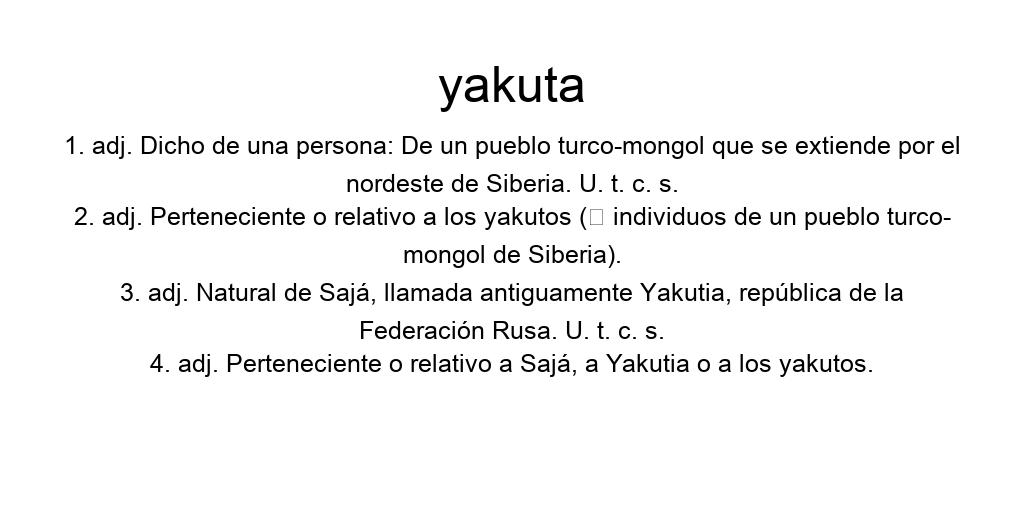 yakuta
1. adj. Dicho de una persona: De un pueblo turco-mongol que se extiende por el
nordeste de Siberia. U. t. c. s.
2. adj. Perteneciente o relativo a los yakutos (▯ individuos de un pueblo turco-
mongol de Siberia).
3. adj. Natural de Sajá, llamada antiguamente Yakutia, república de la
Federación Rusa. U. t. c. s.
4. adj. Perteneciente o relativo a Sajá, a Yakutia o a los yakutos.